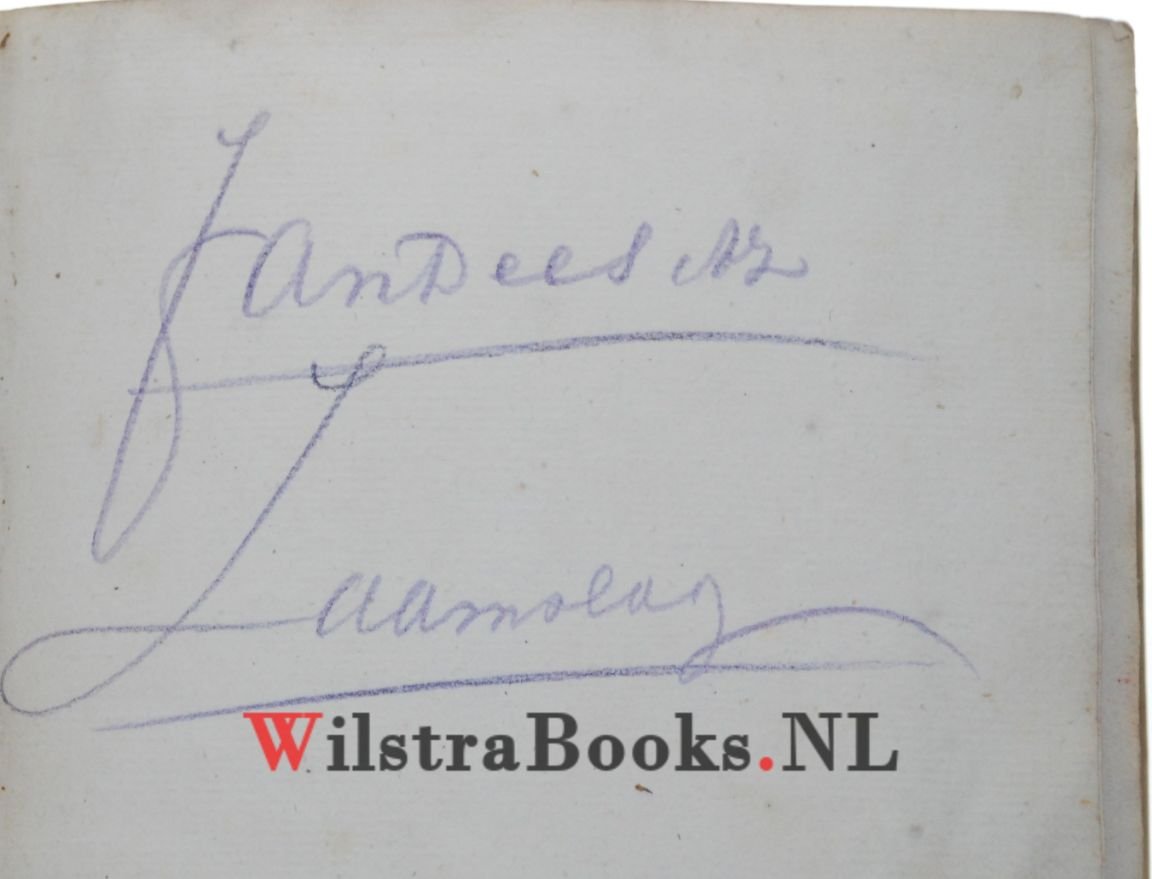 Jan Dees Az
Zaamslag
WilstraBooks.NL